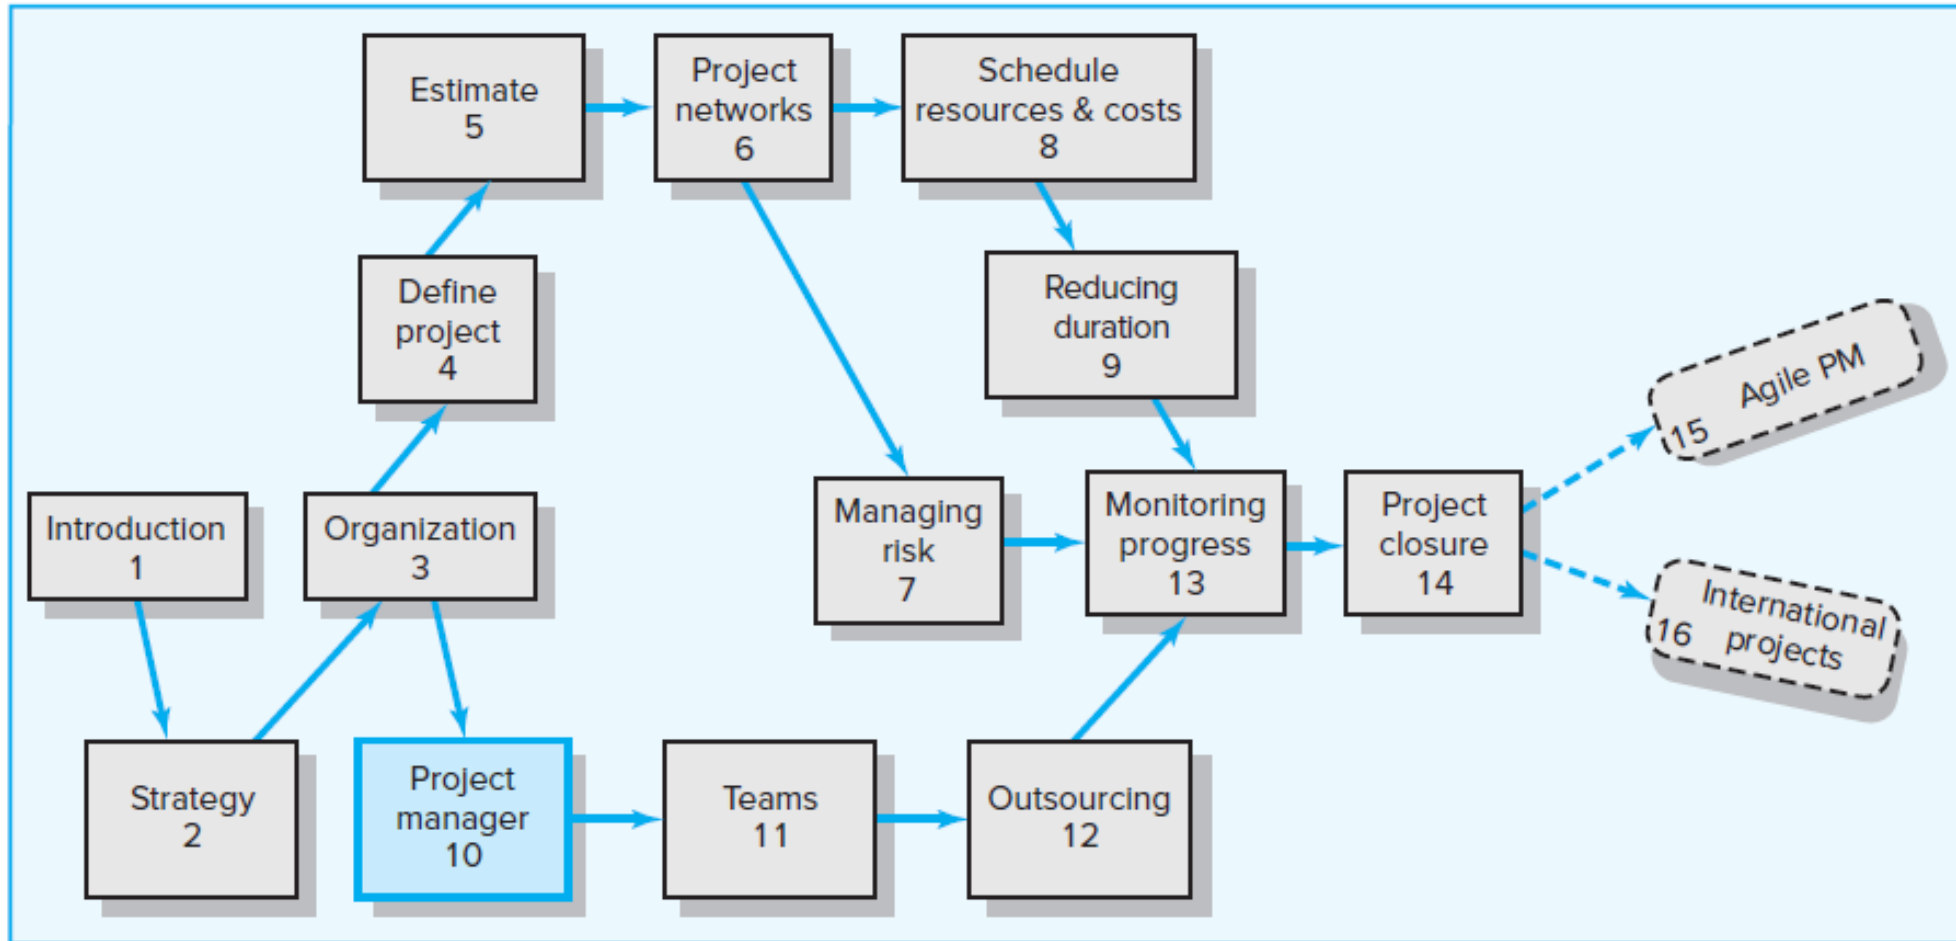 Estimate
5
Project
networks
6
Schedule
resources & costs
8
Define
project
4
Reducing
duration
9
Agile PM
15
Introduction
1
Organization
3
Managing
risk
7
Monitoring
progress
13
Project
closure
14
International
16 projects
Strategy
2
Project
manager
10
Teams
11
Outsourcing
12